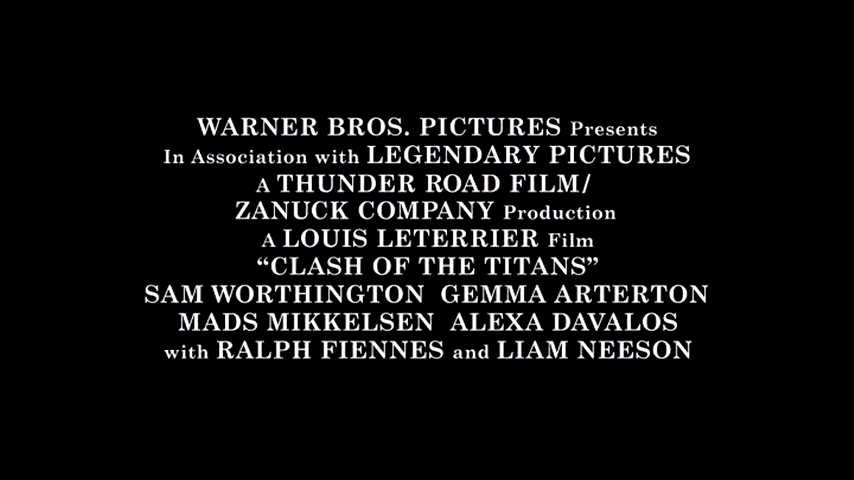 WARNER BROS. PICTURES Presents
In Association with LEGENDARY PICTURES
A THUNDER ROAD FILM/
ZANUCK COMPANY Production
A LOUIS LETERRIER Film
“CLASH OF THE TITANS”
SAM WORTHINGTON GEMMA ARTERTON
MADS MIKKELSEN ALEXA DAVALOS
with RALPH FIENNES and LIAM NEESON